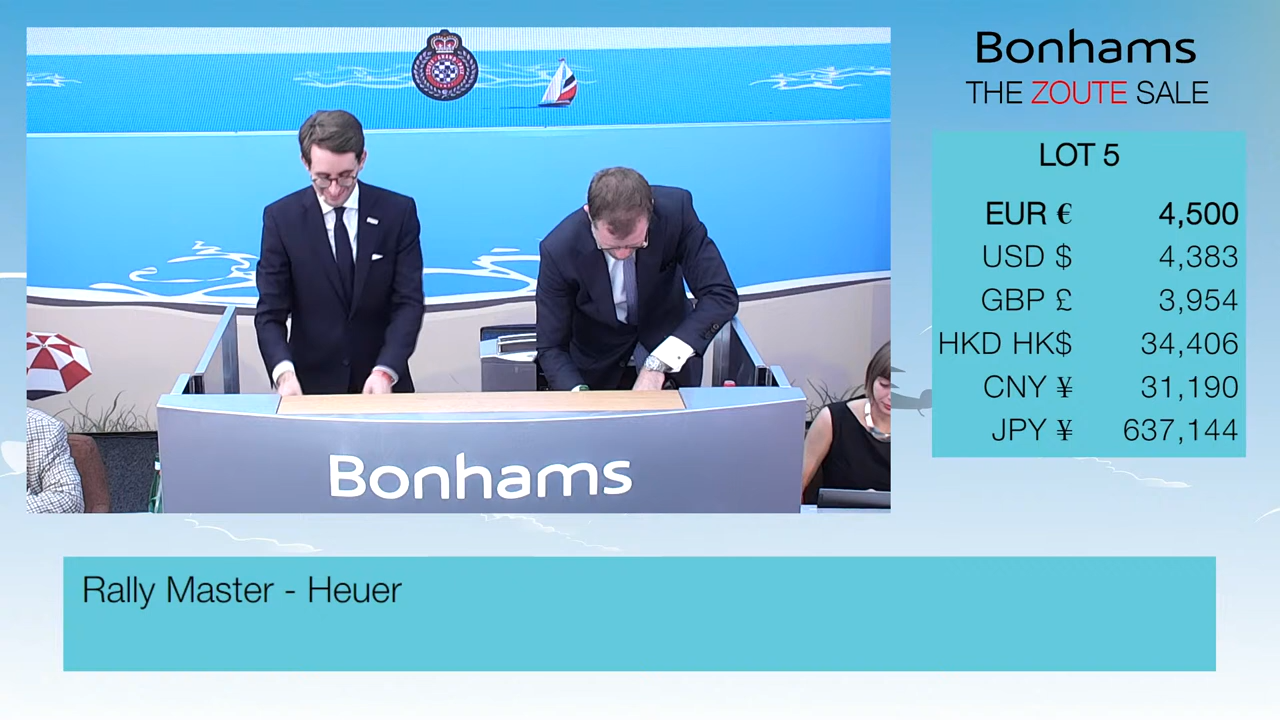 Bonhams
THE ZOUTE SALE
LOT 5
EUR € 4,500
USD $ 4,383
GBP £ 3,954
HKD HK$ 34,406
CNY ¥ 31,190
JPY ¥ 637,144
Bonhams
Rally Master - Heuer